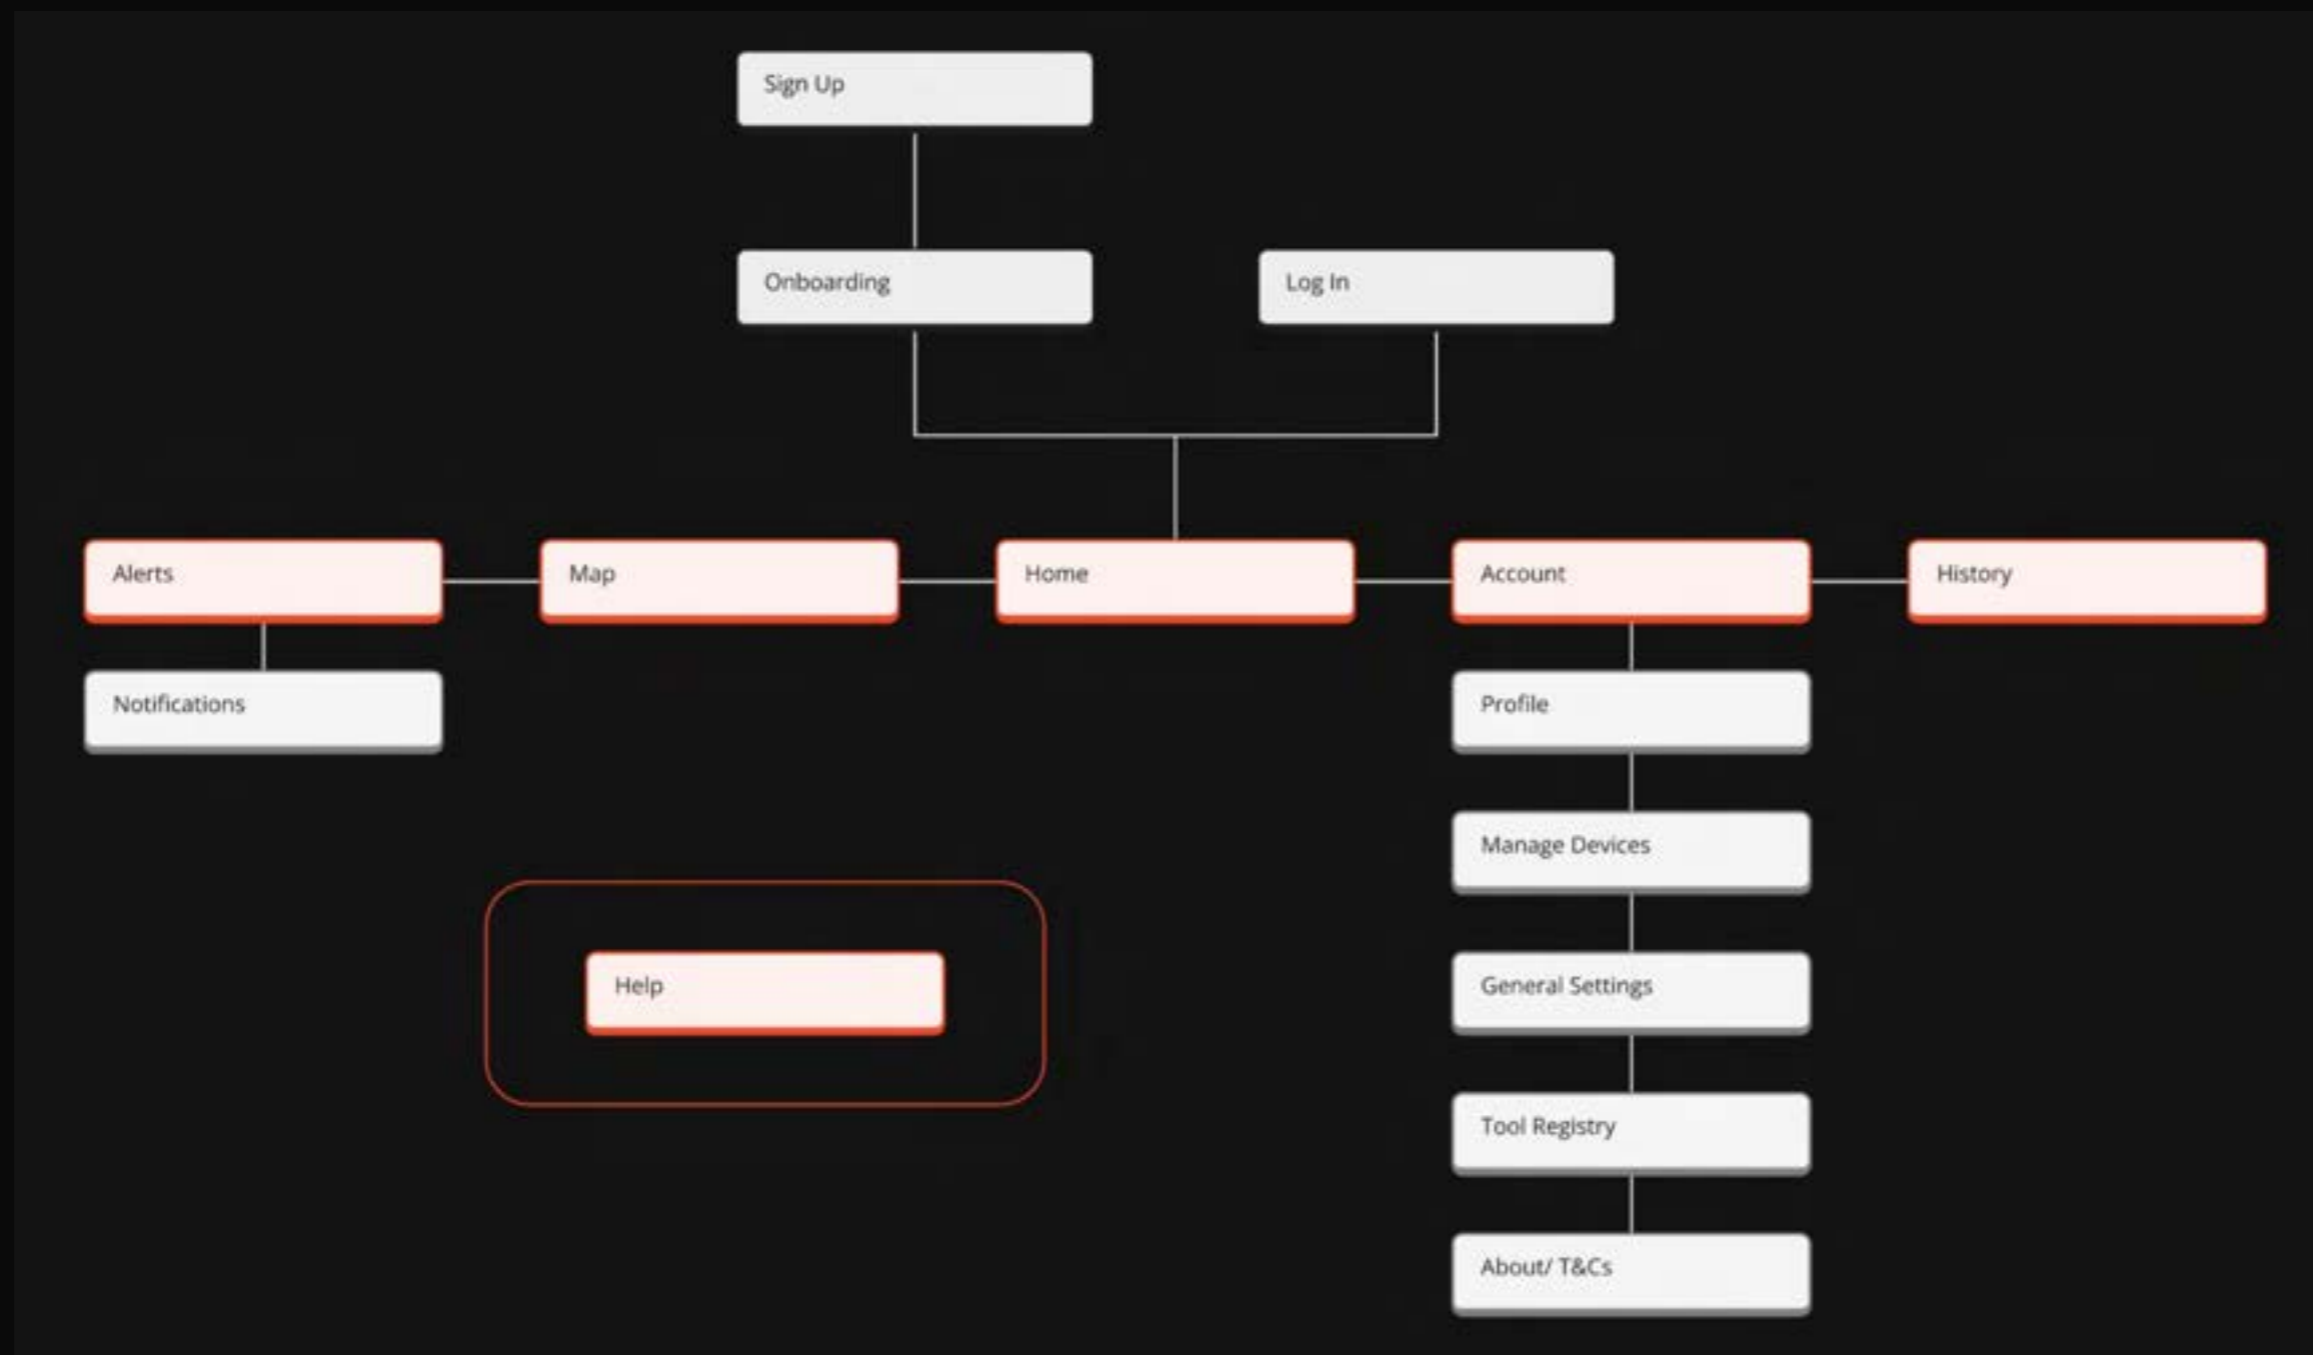 Sign Up
Onboarding
Log In
Alerts
Map
Home
Account
History
Notifications
Profile
Manage Devices
Help
General Settings
Tool Registry
About/ T&Cs